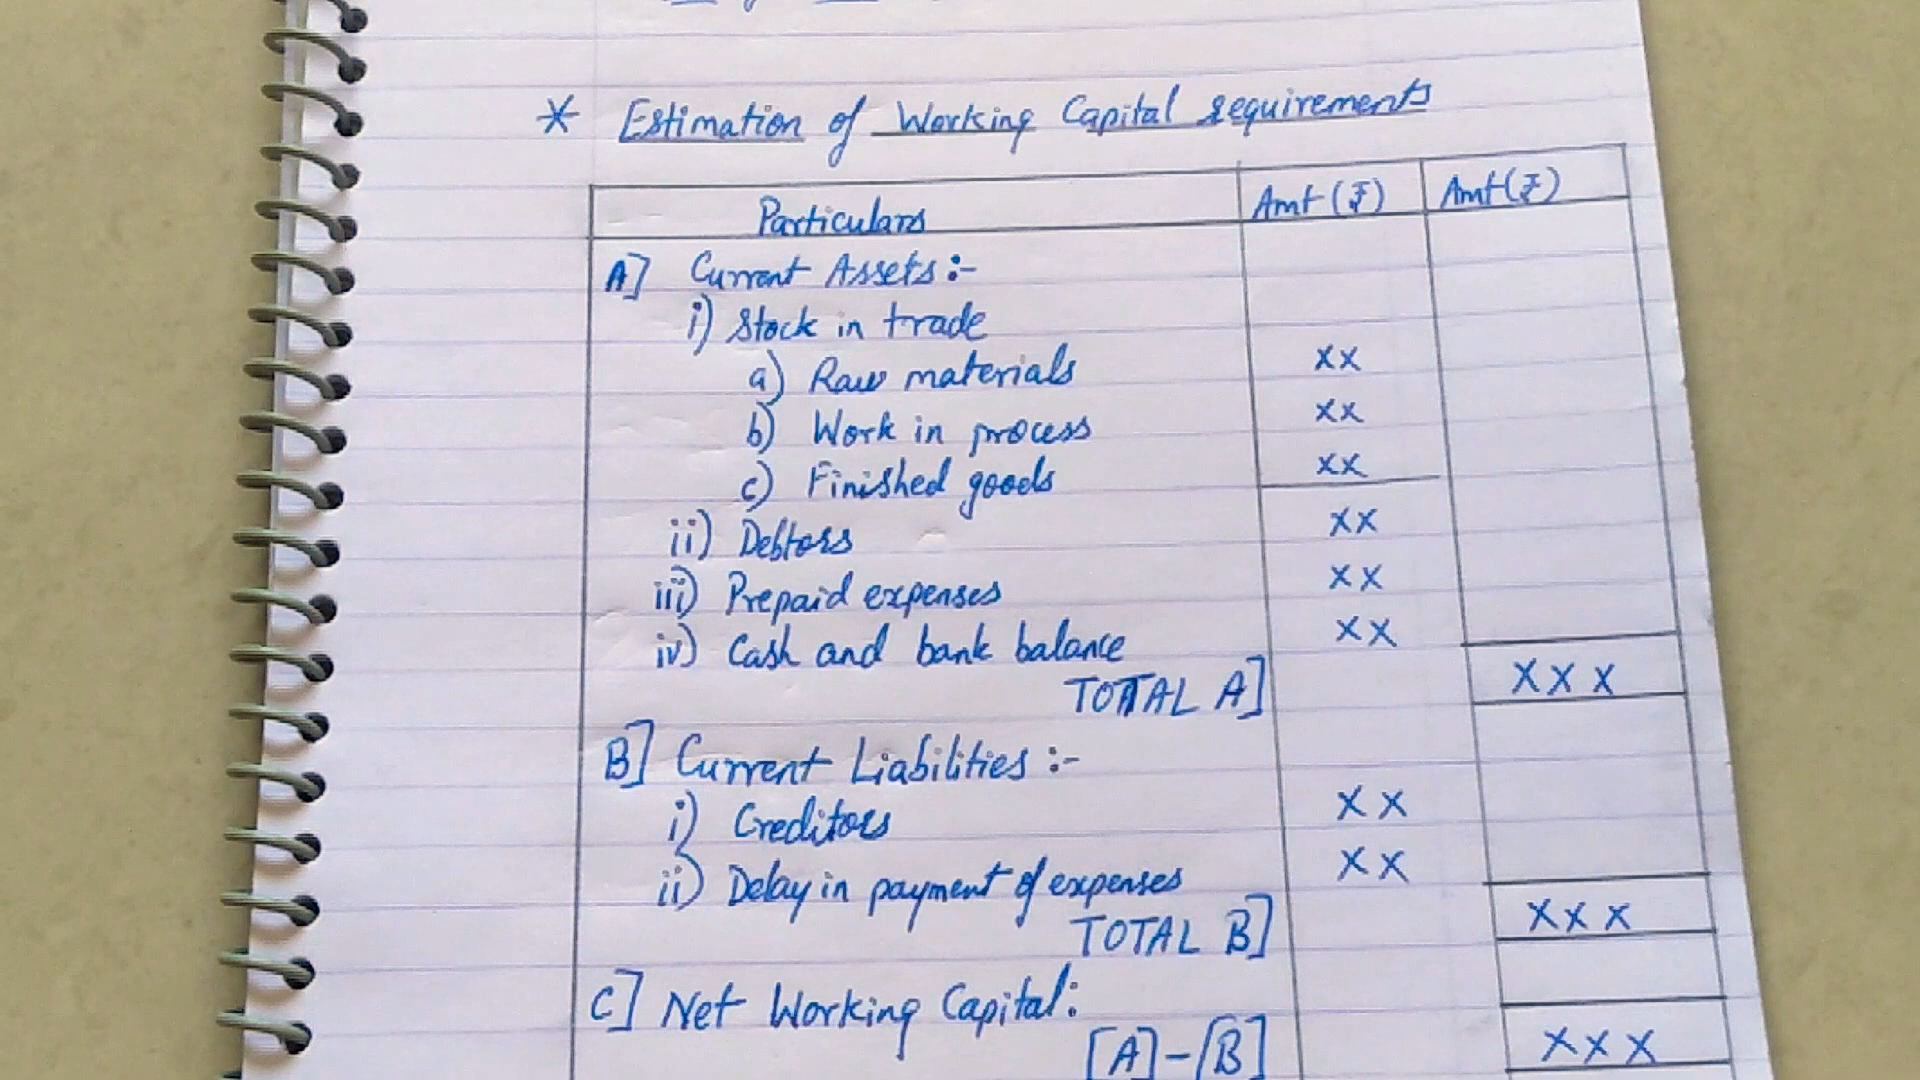 * Estimation of Working Capital requirements
Particulars Amt (₹) Amt (₹)
A] Current Assets :-
i) Stock in trade
a) Raw materials XX
b) Work in process XX
c) Finished goods XX
ii) Debtors XX
iii) Prepaid expenses XX
iv) Cash and bank balance XX
TOTAL A] XXX
B] Current Liabilities :-
i) Creditors XX
ii) Delay in payment of expenses XX
TOTAL B] XXX
C] Net Working Capital:
[A] - [B] XXX